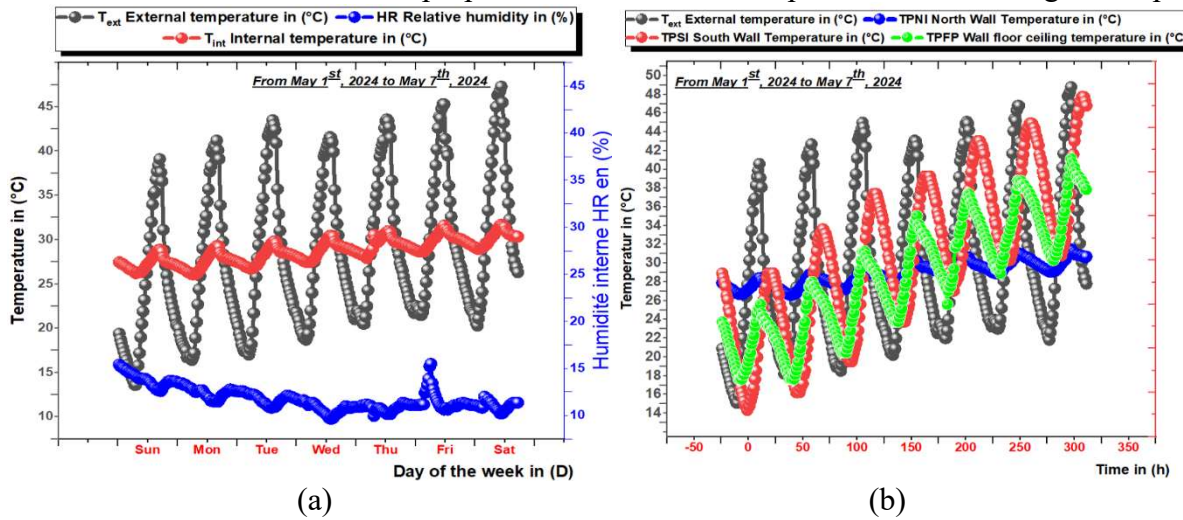 T_ext External temperature in (°C) HR Relative humidity in (%)
T_int Internal temperature in (°C)
From May 1st, 2024 to May 7th, 2024
Temperature in (°C)
45
40
35
30
25
20
15
10
Humidité interne HR en (%)
45
40
35
30
25
20
15
10
Sun Mon Tue Wed Thu Fri Sat
Day of the week in (D)
(a)
T_ext External temperature in (°C) TPNI North Wall Temperature in (°C)
TPSI South Wall Temperature in (°C) TPFP Wall floor ceiling temperature in (°C)
From May 1st, 2024 to May 7th, 2024
Temperatur in (°C)
50
48
46
44
42
40
38
36
34
32
30
28
26
24
22
20
18
16
14
-50 0 50 100 150 200 250 300 350
Time in (h)
(b)